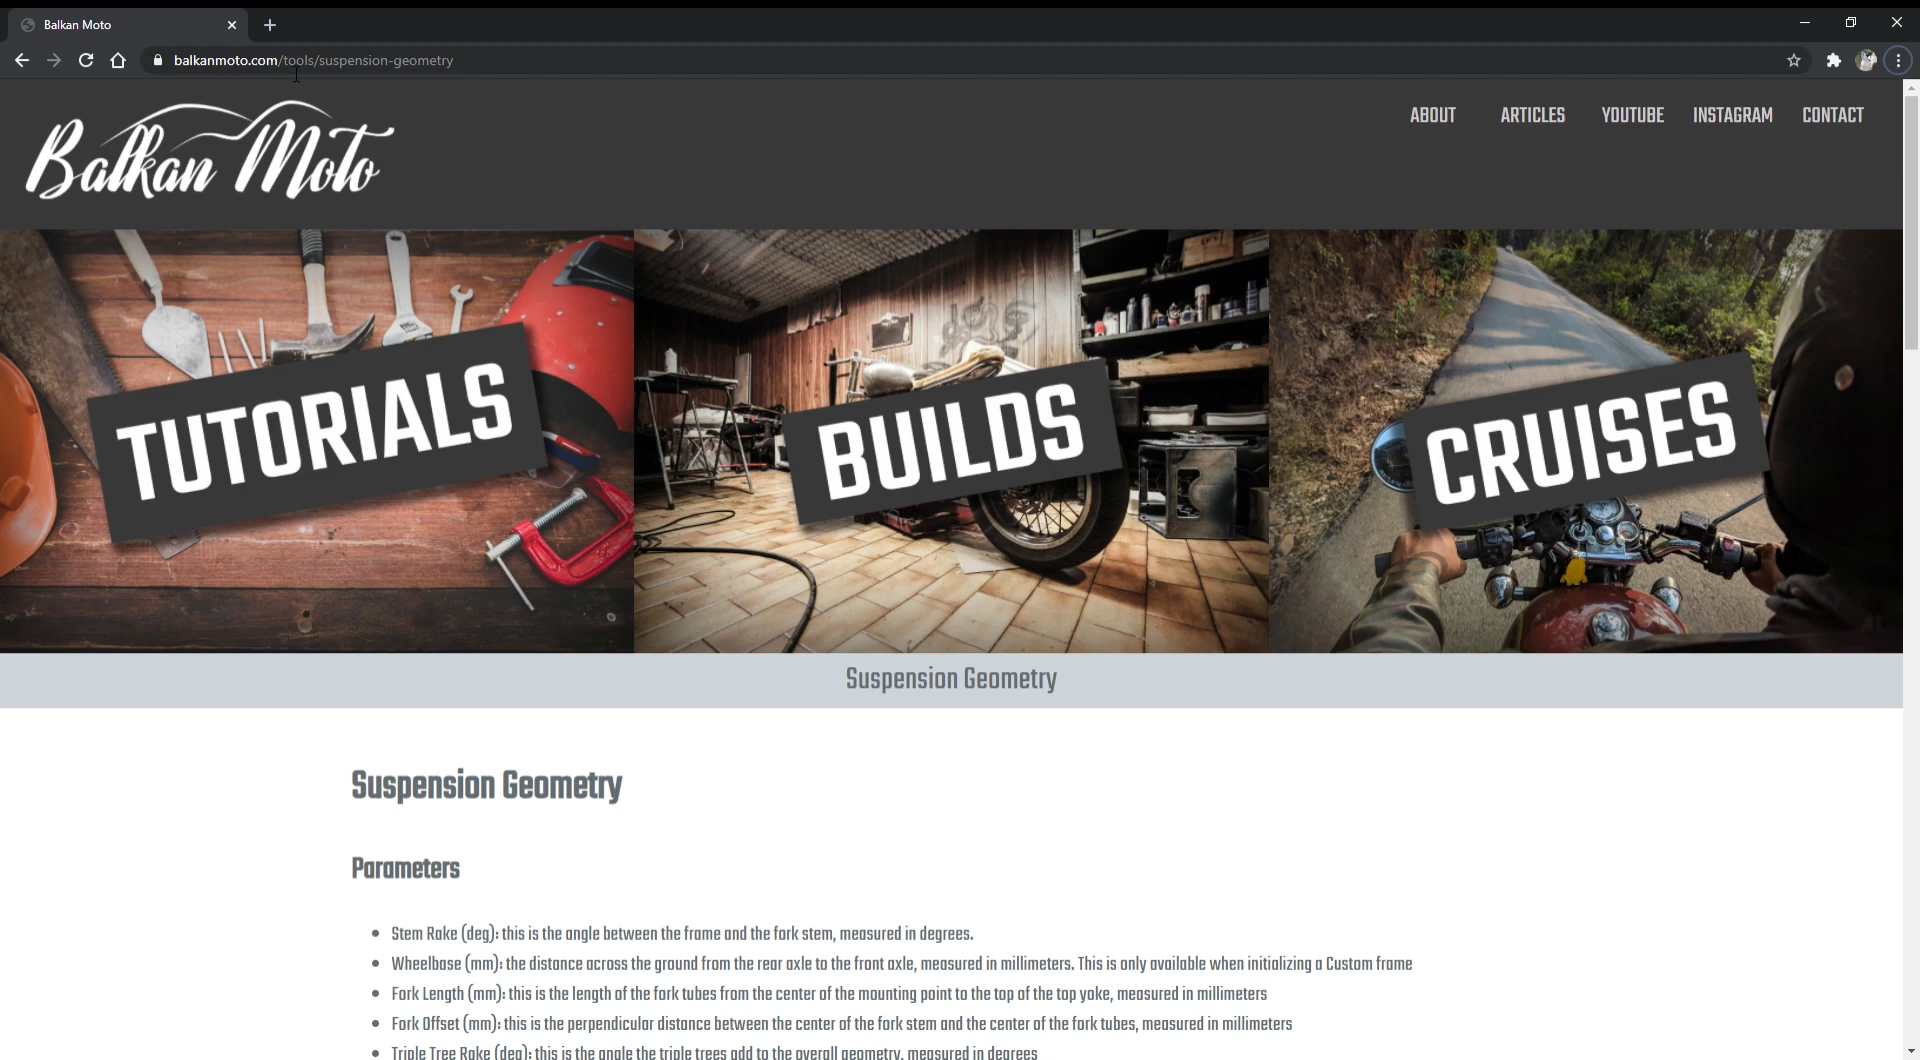 Balkan Moto
balkanmoto.com/tools/suspension-geometry
Balkan Moto
ABOUT ARTICLES YOUTUBE INSTAGRAM CONTACT
TUTORIALS
BUILDS
CRUISES
Suspension Geometry
Suspension Geometry
Parameters
Stem Rake (deg): this is the angle between the frame and the fork stem, measured in degrees.
Wheelbase (mm): the distance across the ground from the rear axle to the front axle, measured in millimeters. This is only available when initializing a Custom frame
Fork Length (mm): this is the length of the fork tubes from the center of the mounting point to the top of the top yoke, measured in millimeters
Fork Offset (mm): this is the perpendicular distance between the center of the fork stem and the center of the fork tubes, measured in millimeters
Triple Tree Rake (deg): this is the angle the triple trees add to the overall geometry, measured in degrees